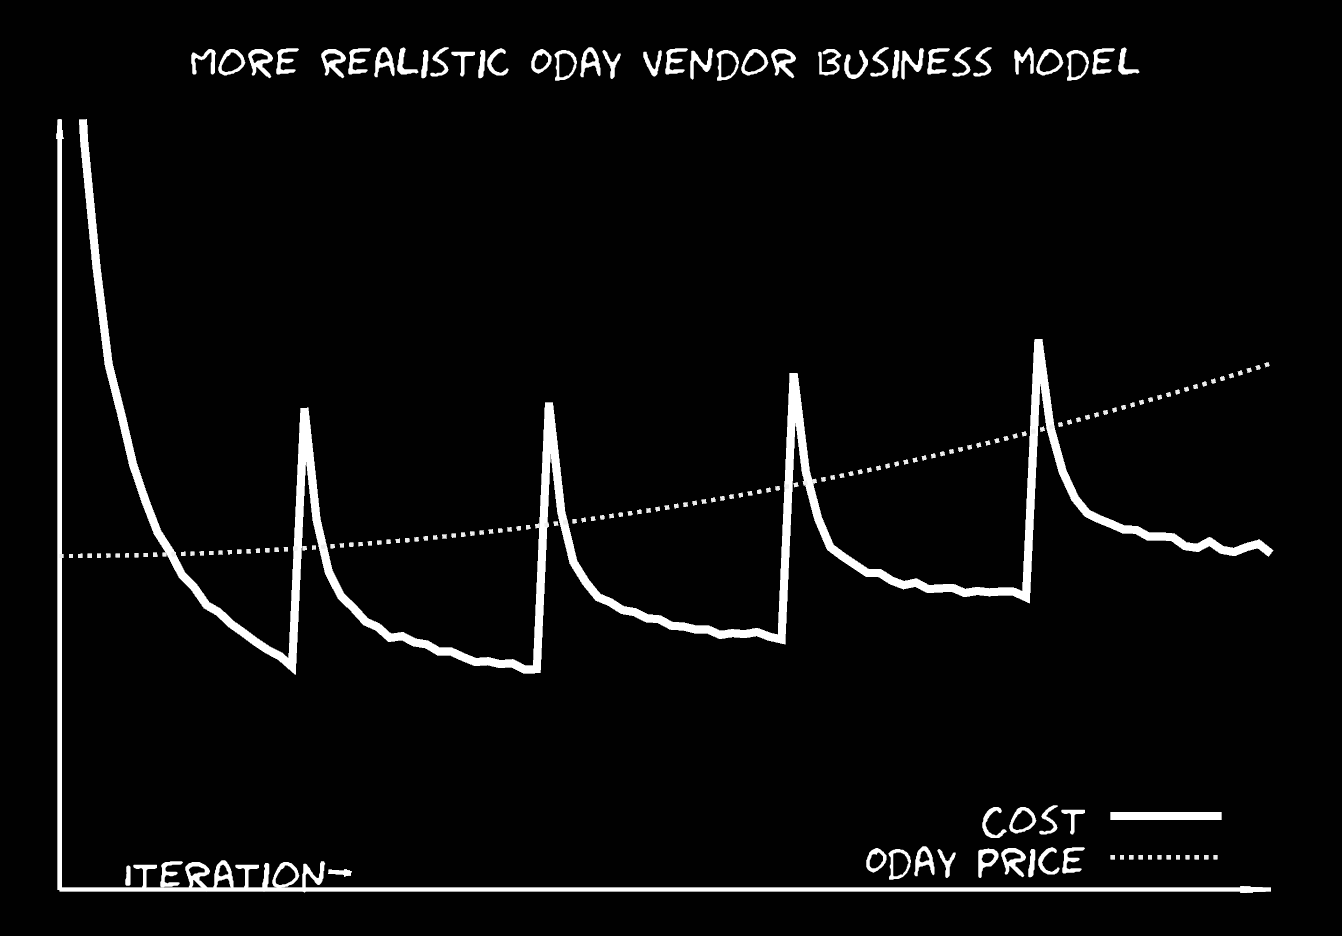 MORE REALISTIC 0DAY VENDOR BUSINESS MODEL
COST
0DAY PRICE
ITERATION→